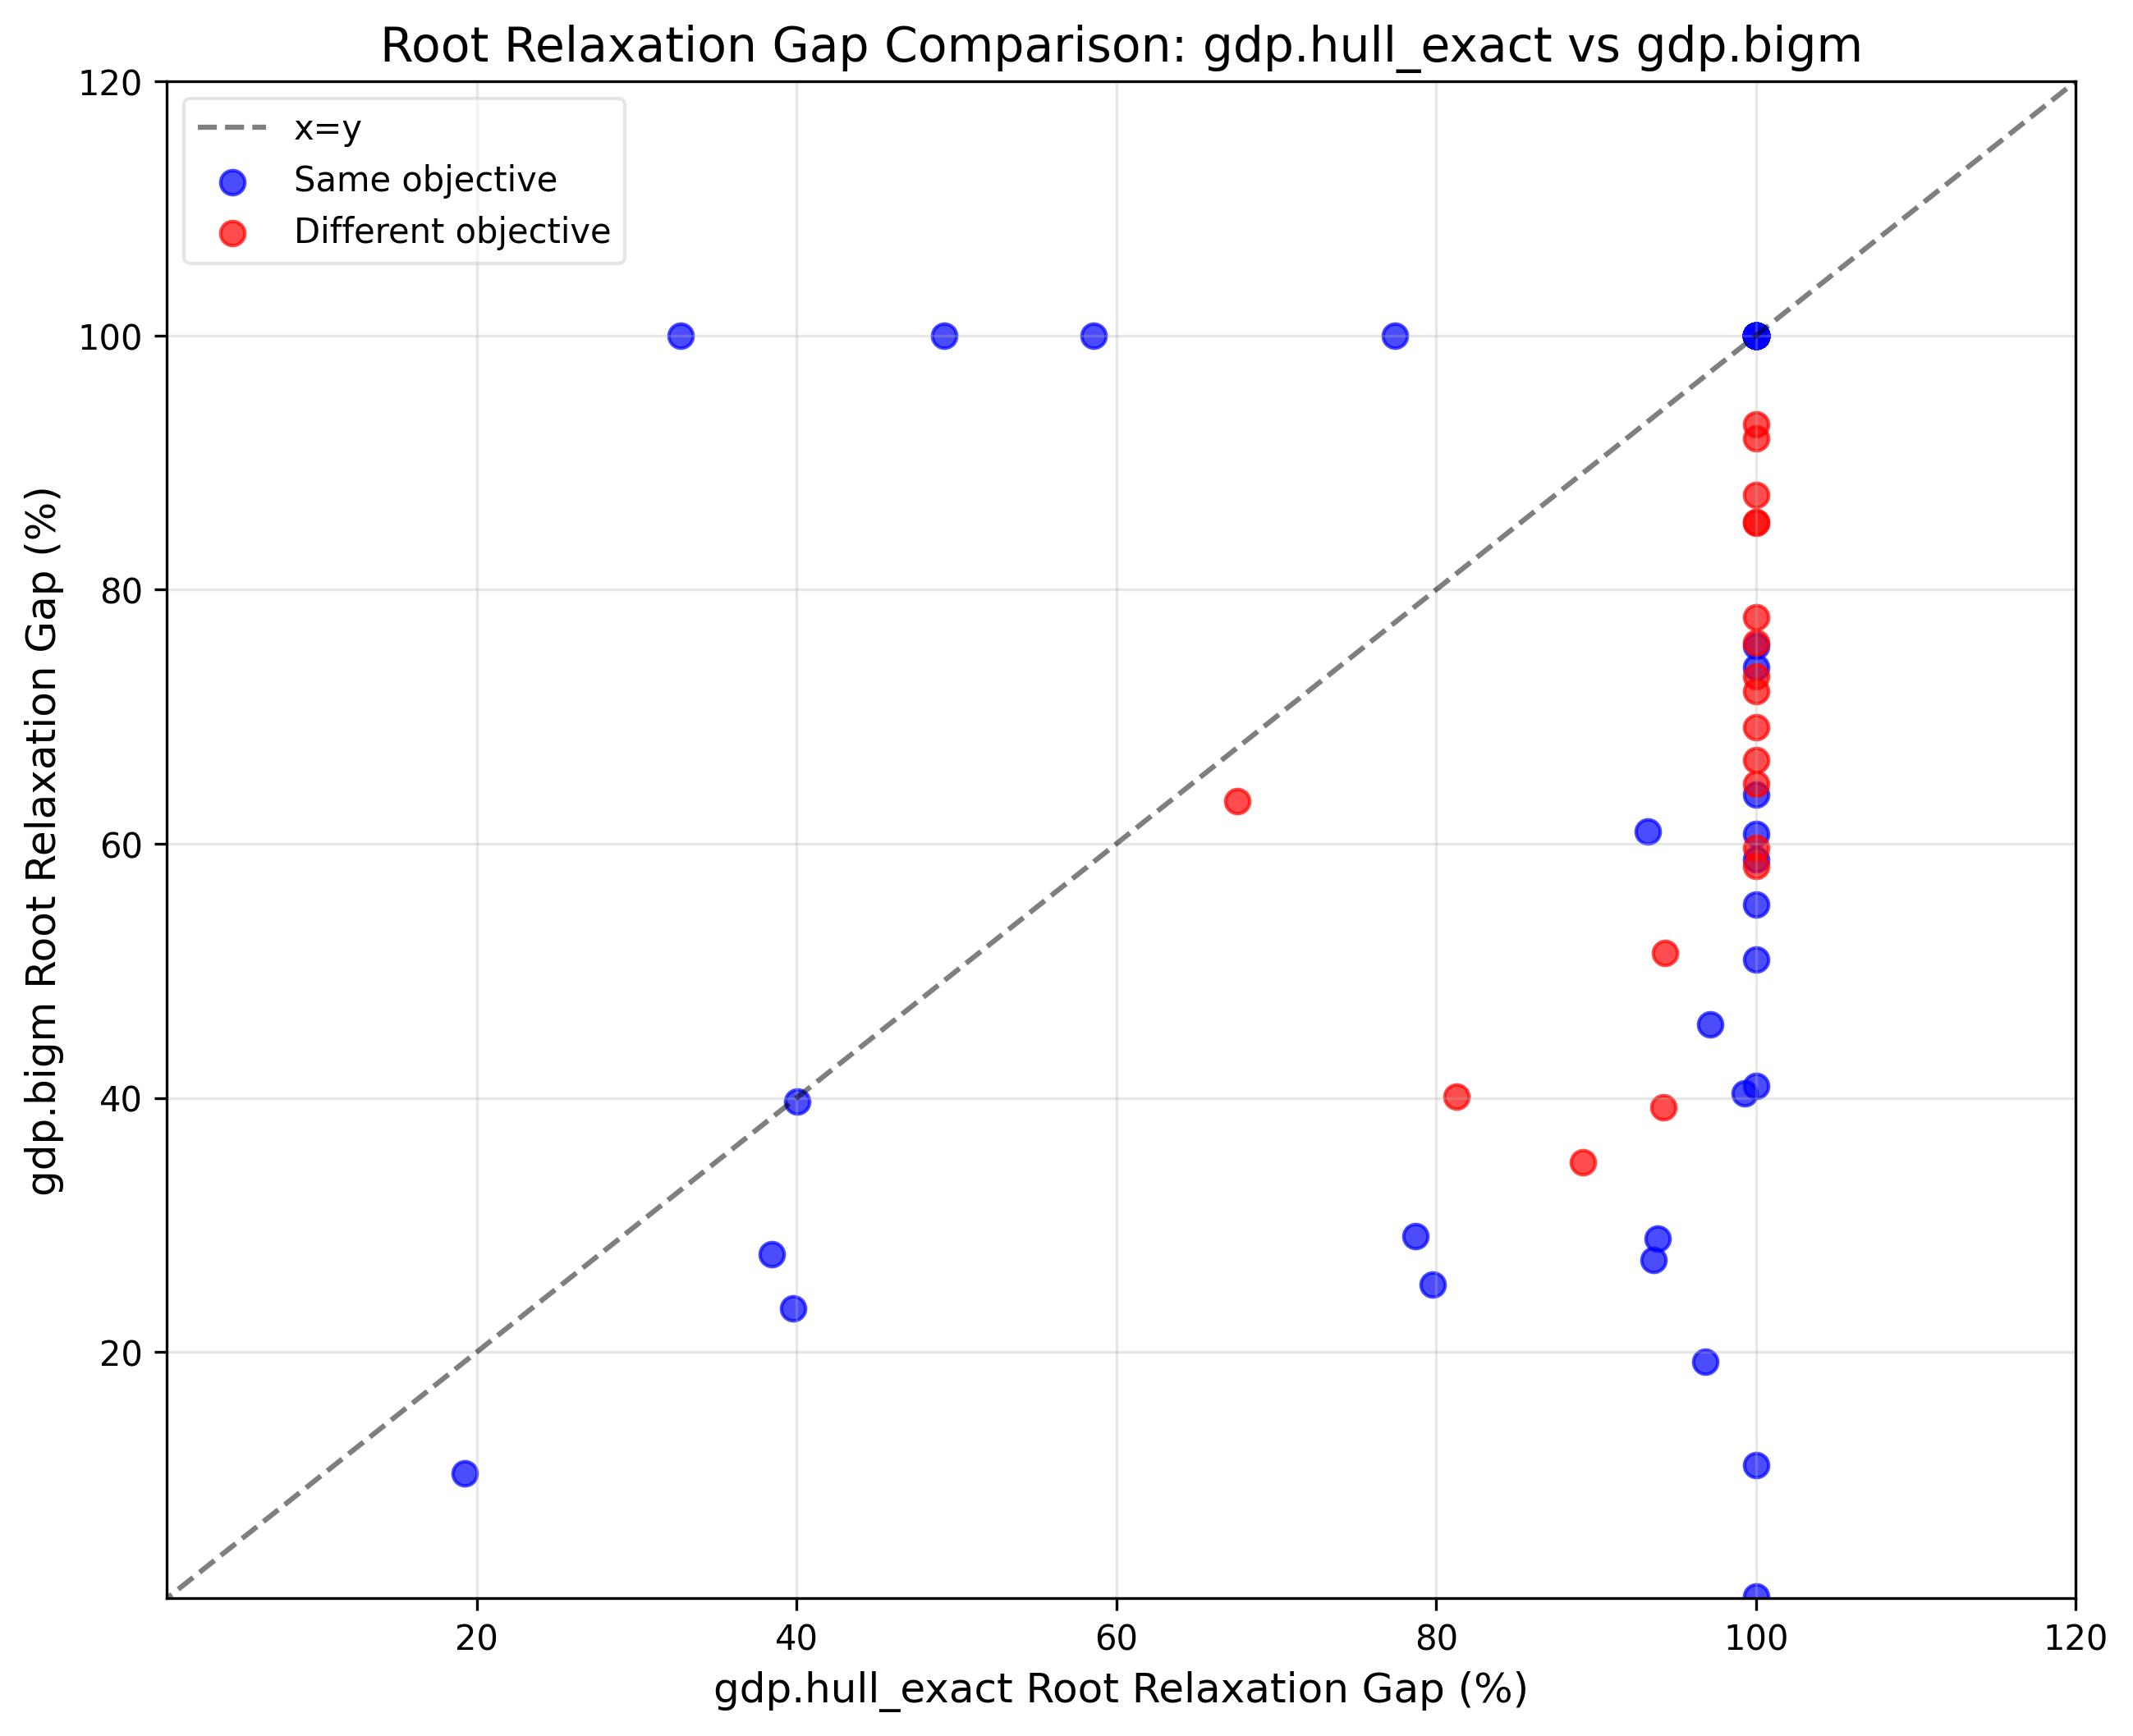 Root Relaxation Gap Comparison: gdp.hull_exact vs gdp.bigm
x=y
Same objective
Different objective
gdp.bigm Root Relaxation Gap (%)
120
100
80
60
40
20
20 40 60 80 100 120
gdp.hull_exact Root Relaxation Gap (%)